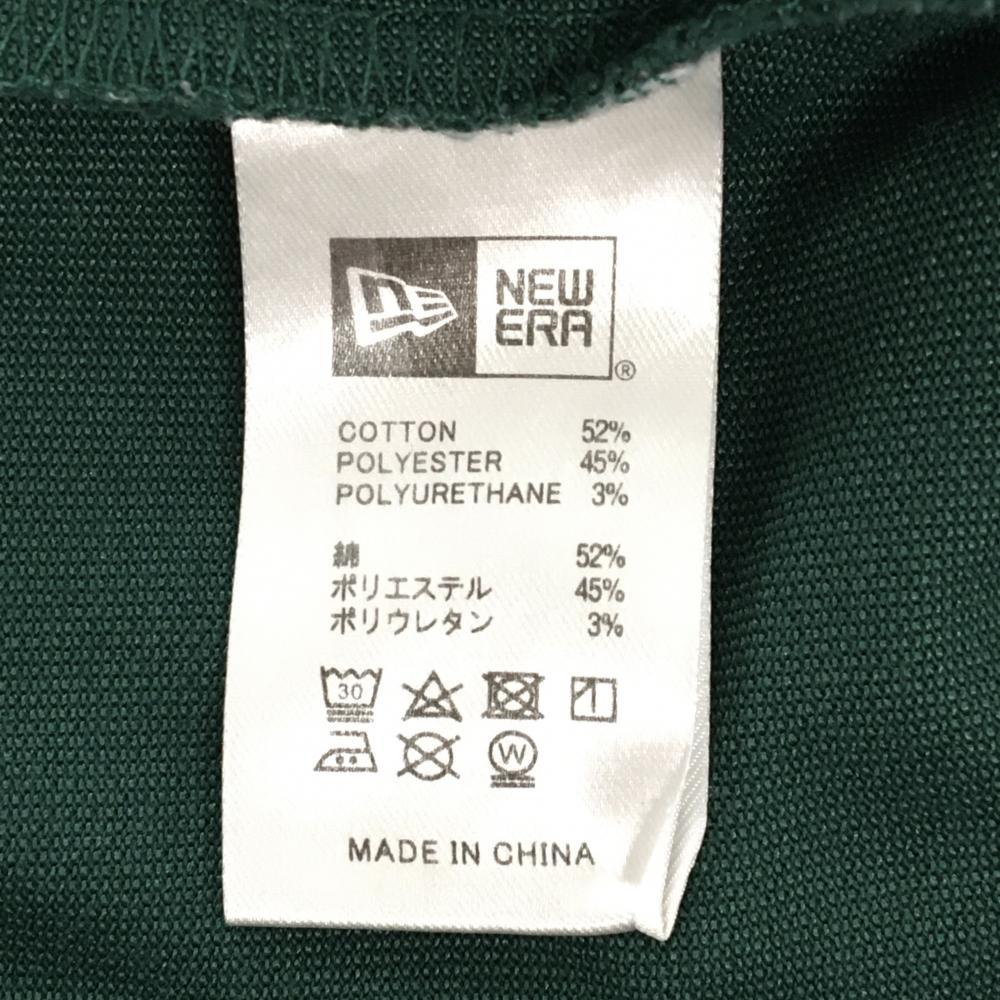 NEW
ERA
®
COTTON 52%
POLYESTER 45%
POLYURETHANE 3%
綿 52%
ポリエステル 45%
ポリウレタン 3%
30
W
MADE IN CHINA